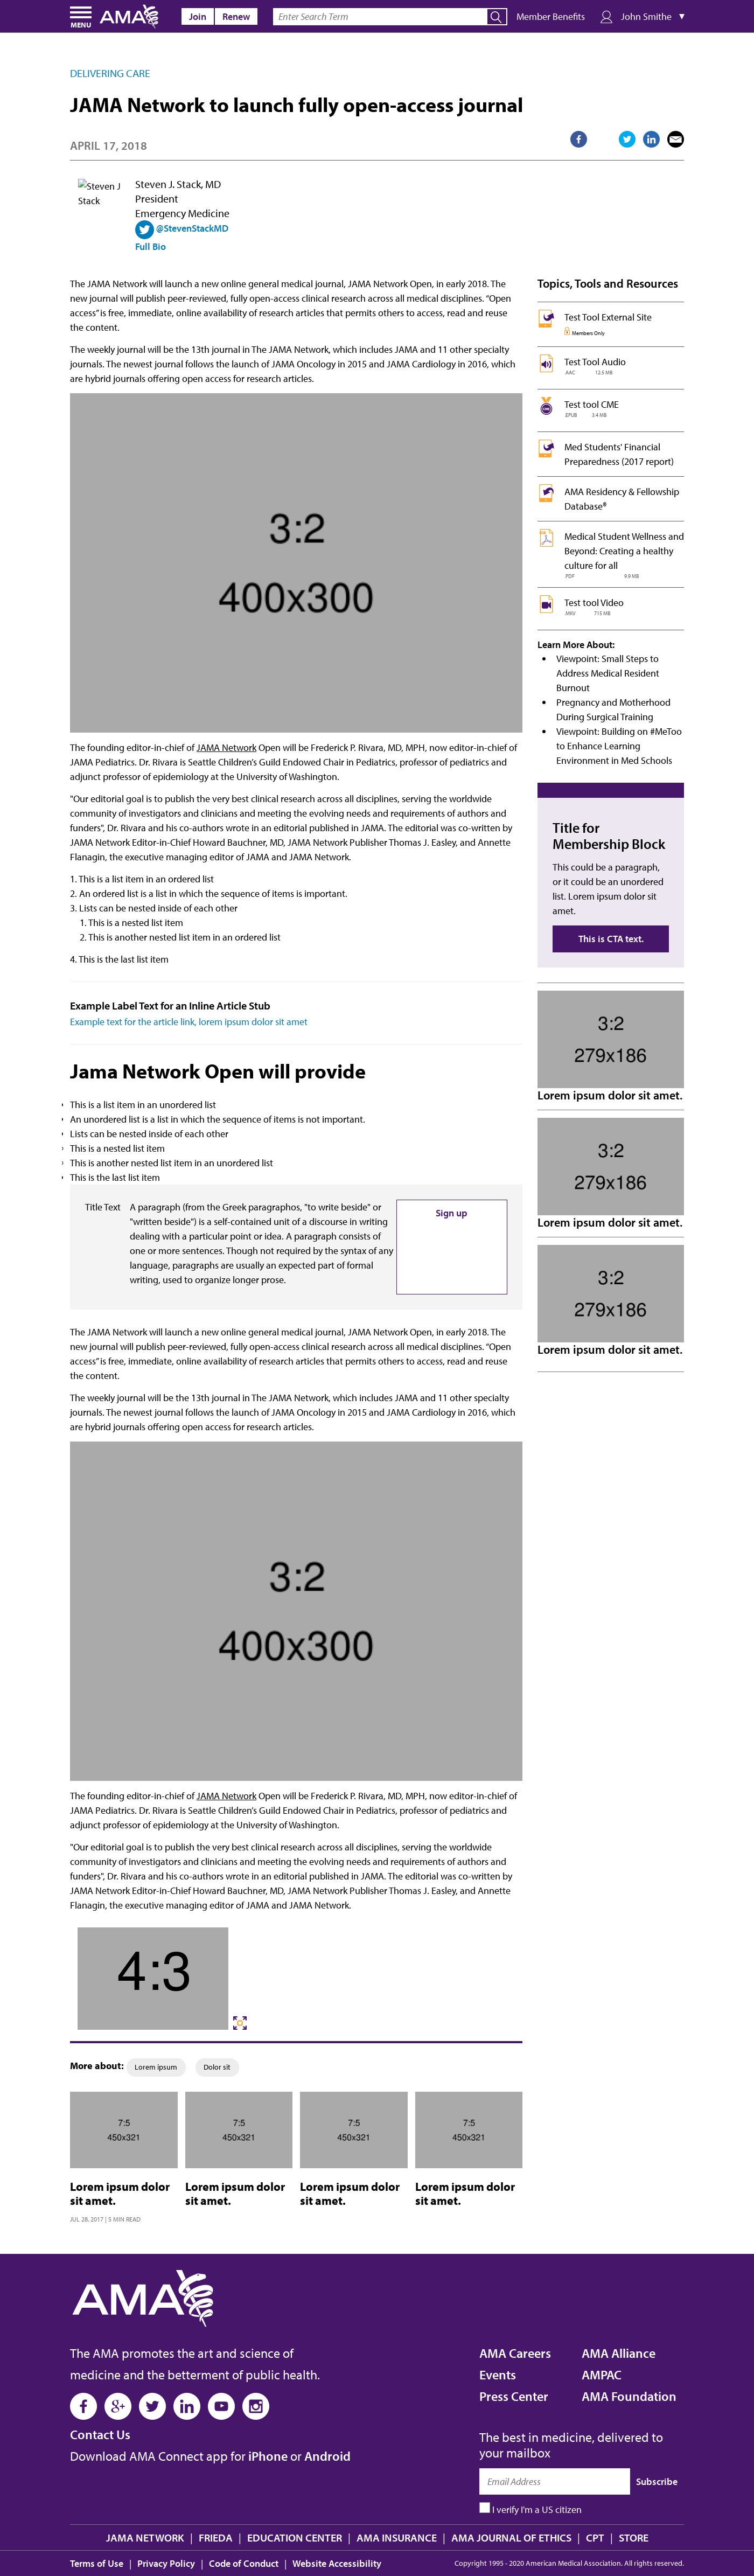 MENU AMA Join Renew Enter Search Term Member Benefits John Smithe ▼
DELIVERING CARE
JAMA Network to launch fully open-access journal
APRIL 17, 2018
Steven J
Stack
Steven J. Stack, MD
President
Emergency Medicine
@StevenStackMD
Full Bio
The JAMA Network will launch a new online general medical journal, JAMA Network Open, in early 2018. The
new journal will publish peer-reviewed, fully open-access clinical research across all medical disciplines. “Open
access” is free, immediate, online availability of research articles that permits others to access, read and reuse
the content.
The weekly journal will be the 13th journal in The JAMA Network, which includes JAMA and 11 other specialty
journals. The newest journal follows the launch of JAMA Oncology in 2015 and JAMA Cardiology in 2016, which
are hybrid journals offering open access for research articles.
3:2
400x300
The founding editor-in-chief of JAMA Network Open will be Frederick P. Rivara, MD, MPH, now editor-in-chief of
JAMA Pediatrics. Dr. Rivara is Seattle Children's Guild Endowed Chair in Pediatrics, professor of pediatrics and
adjunct professor of epidemiology at the University of Washington.
"Our editorial goal is to publish the very best clinical research across all disciplines, serving the worldwide
community of investigators and clinicians and meeting the evolving needs and requirements of authors and
funders", Dr. Rivara and his co-authors wrote in an editorial published in JAMA. The editorial was co-written by
JAMA Network Editor-in-Chief Howard Bauchner, MD, JAMA Network Publisher Thomas J. Easley, and Annette
Flanagin, the executive managing editor of JAMA and JAMA Network.
1. This is a list item in an ordered list
2. An ordered list is a list in which the sequence of items is important.
3. Lists can be nested inside of each other
1. This is a nested list item
2. This is another nested list item in an ordered list
4. This is the last list item
Example Label Text for an Inline Article Stub
Example text for the article link, lorem ipsum dolor sit amet
Jama Network Open will provide
This is a list item in an unordered list
An unordered list is a list in which the sequence of items is not important.
Lists can be nested inside of each other
This is a nested list item
This is another nested list item in an unordered list
This is the last list item
Title Text
A paragraph (from the Greek paragraphos, "to write beside" or
"written beside") is a self-contained unit of a discourse in writing
dealing with a particular point or idea. A paragraph consists of
one or more sentences. Though not required by the syntax of any
language, paragraphs are usually an expected part of formal
writing, used to organize longer prose.
Sign up
The JAMA Network will launch a new online general medical journal, JAMA Network Open, in early 2018. The
new journal will publish peer-reviewed, fully open-access clinical research across all medical disciplines. “Open
access” is free, immediate, online availability of research articles that permits others to access, read and reuse
the content.
The weekly journal will be the 13th journal in The JAMA Network, which includes JAMA and 11 other specialty
journals. The newest journal follows the launch of JAMA Oncology in 2015 and JAMA Cardiology in 2016, which
are hybrid journals offering open access for research articles.
3:2
400x300
The founding editor-in-chief of JAMA Network Open will be Frederick P. Rivara, MD, MPH, now editor-in-chief of
JAMA Pediatrics. Dr. Rivara is Seattle Children's Guild Endowed Chair in Pediatrics, professor of pediatrics and
adjunct professor of epidemiology at the University of Washington.
"Our editorial goal is to publish the very best clinical research across all disciplines, serving the worldwide
community of investigators and clinicians and meeting the evolving needs and requirements of authors and
funders", Dr. Rivara and his co-authors wrote in an editorial published in JAMA. The editorial was co-written by
JAMA Network Editor-in-Chief Howard Bauchner, MD, JAMA Network Publisher Thomas J. Easley, and Annette
Flanagin, the executive managing editor of JAMA and JAMA Network.
4:3
More about: Lorem ipsum Dolor sit
7:5
450x321
Lorem ipsum dolor
sit amet.
JUL 28, 2017 | 5 MIN READ
7:5
450x321
Lorem ipsum dolor
sit amet.
7:5
450x321
Lorem ipsum dolor
sit amet.
7:5
450x321
Lorem ipsum dolor
sit amet.
Topics, Tools and Resources
Test Tool External Site
Members Only
Test Tool Audio
AAC 12.5 MB
Test tool CME
EPUB 3.4 MB
Med Students' Financial
Preparedness (2017 report)
AMA Residency & Fellowship
Database®
Medical Student Wellness and
Beyond: Creating a healthy
culture for all
PDF 9.9 MB
Test tool Video
MKV 715 MB
Learn More About:
Viewpoint: Small Steps to
Address Medical Resident
Burnout
Pregnancy and Motherhood
During Surgical Training
Viewpoint: Building on #MeToo
to Enhance Learning
Environment in Med Schools
Title for
Membership Block
This could be a paragraph,
or it could be an unordered
list. Lorem ipsum dolor sit
amet.
This is CTA text.
3:2
279x186
Lorem ipsum dolor sit amet.
3:2
279x186
Lorem ipsum dolor sit amet.
3:2
279x186
Lorem ipsum dolor sit amet.
AMA
The AMA promotes the art and science of
medicine and the betterment of public health.
Contact Us
Download AMA Connect app for iPhone or Android
AMA Careers AMA Alliance
Events AMPAC
Press Center AMA Foundation
The best in medicine, delivered to
your mailbox
Email Address Subscribe
I verify I'm a US citizen
JAMA NETWORK | FRIEDA | EDUCATION CENTER | AMA INSURANCE | AMA JOURNAL OF ETHICS | CPT | STORE
Terms of Use | Privacy Policy | Code of Conduct | Website Accessibility Copyright 1995 - 2020 American Medical Association. All rights reserved.